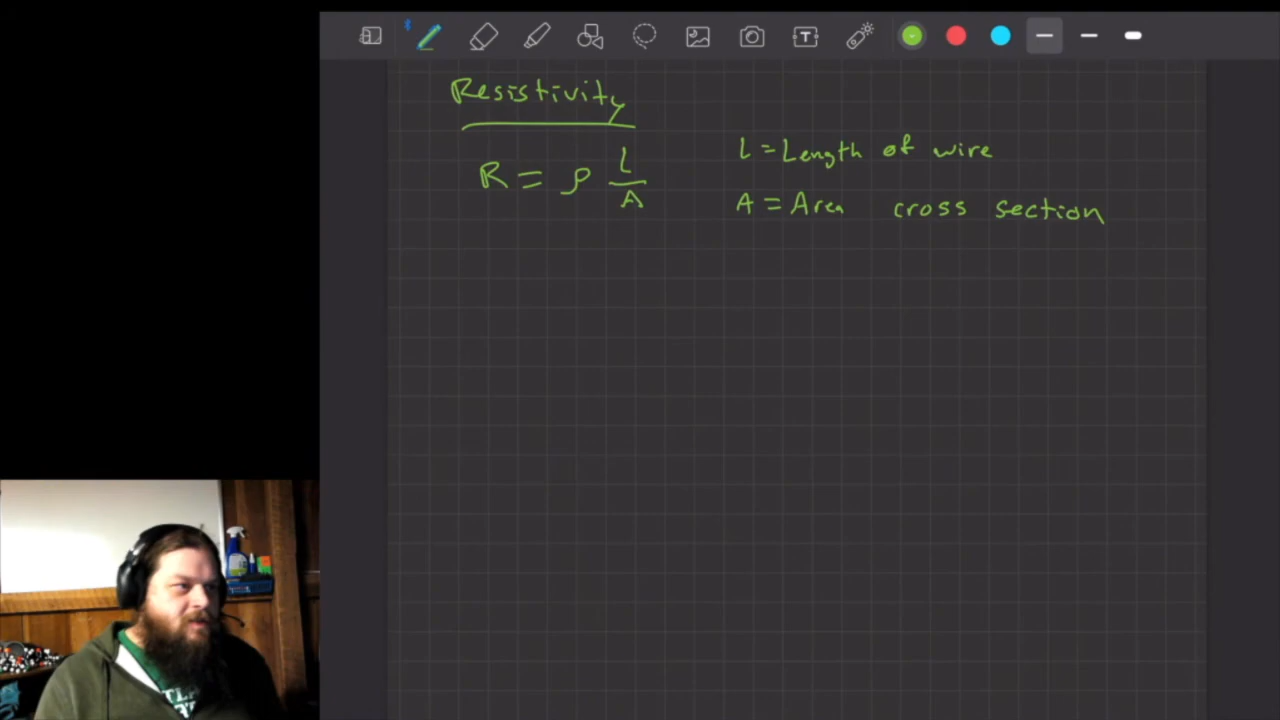 Resistivity
R = ρ L/A
L = Length of wire
A = Area cross section